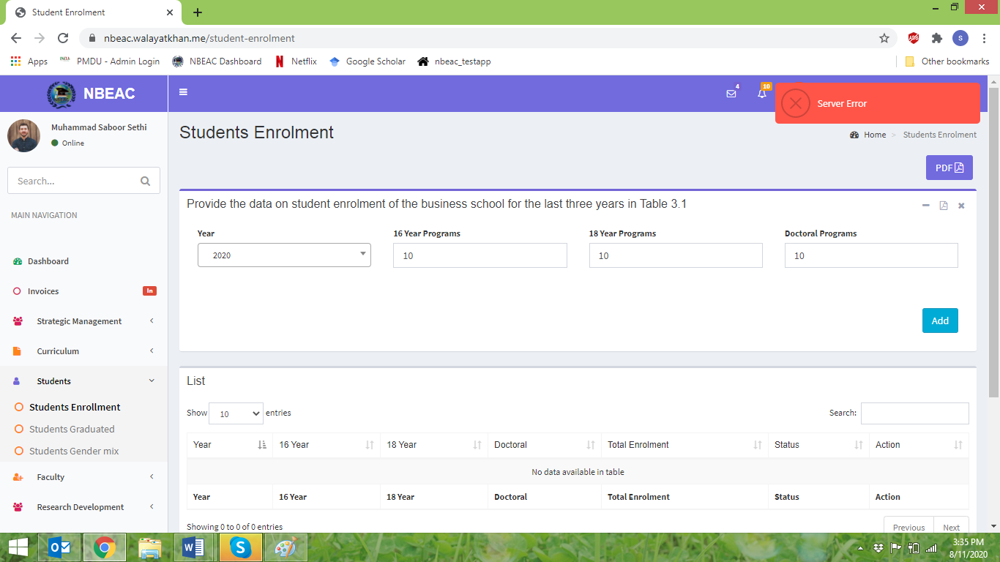 Student Enrolment
nbeac.walayatkhan.me/student-enrolment
ABP
S
Apps
PMDU - Admin Login
NBEAC Dashboard
Netflix
Google Scholar
nbeac_testapp
Other bookmarks
NBEAC
4
10
Server Error
Muhammad Saboor Sethi
Online
Students Enrolment
Home > Students Enrolment
Search...
PDF
MAIN NAVIGATION
Provide the data on student enrolment of the business school for the last three years in Table 3.1
Year 16 Year Programs 18 Year Programs Doctoral Programs
2020 10 10 10
Dashboard
Invoices In
Strategic Management
Add
Curriculum
Students
Students Enrollment
Students Graduated
Students Gender mix
Faculty
Research Development
List
Show 10 entries Search:
Year 16 Year 18 Year Doctoral Total Enrolment Status Action
No data available in table
Year 16 Year 18 Year Doctoral Total Enrolment Status Action
Showing 0 to 0 of 0 entries
Previous Next
3:35 PM
8/11/2020